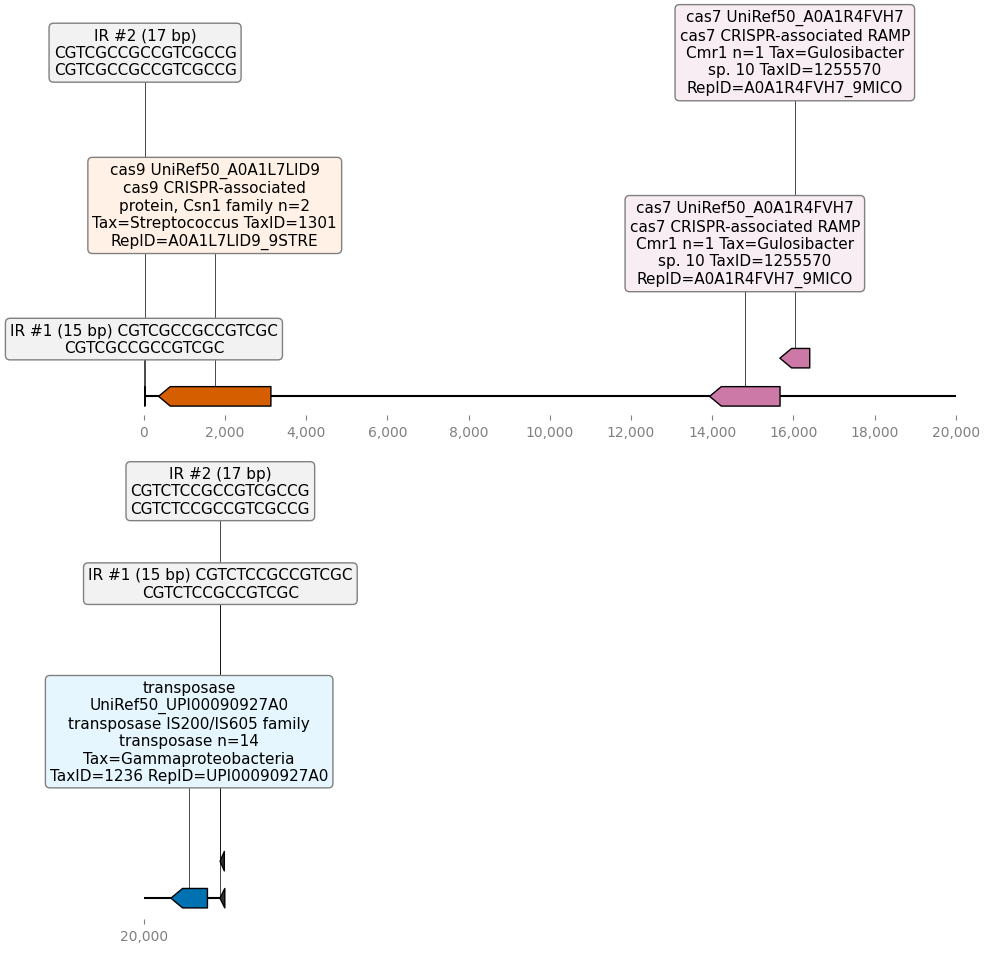 IR #2 (17 bp)
CGTCGCCGCCGTCGCCG
CGTCGCCGCCGTCGCCG
cas7 UniRef50_A0A1R4FVH7
cas7 CRISPR-associated RAMP
Cmr1 n=1 Tax=Gulosibacter
sp. 10 TaxID=1255570
RepID=A0A1R4FVH7_9MICO
cas9 UniRef50_A0A1L7LID9
cas9 CRISPR-associated
protein, Csn1 family n=2
Tax=Streptococcus TaxID=1301
RepID=A0A1L7LID9_9STRE
cas7 UniRef50_A0A1R4FVH7
cas7 CRISPR-associated RAMP
Cmr1 n=1 Tax=Gulosibacter
sp. 10 TaxID=1255570
RepID=A0A1R4FVH7_9MICO
IR #1 (15 bp) CGTCGCCGCCGTCGC
CGTCGCCGCCGTCGC
0 2,000 4,000 6,000 8,000 10,000 12,000 14,000 16,000 18,000 20,000
IR #2 (17 bp)
CGTCTCCGCCGTCGCCG
CGTCTCCGCCGTCGCCG
IR #1 (15 bp) CGTCTCCGCCGTCGC
CGTCTCCGCCGTCGC
transposase
UniRef50_UPI00090927A0
transposase IS200/IS605 family
transposase n=14
Tax=Gammaproteobacteria
TaxID=1236 RepID=UPI00090927A0
20,000